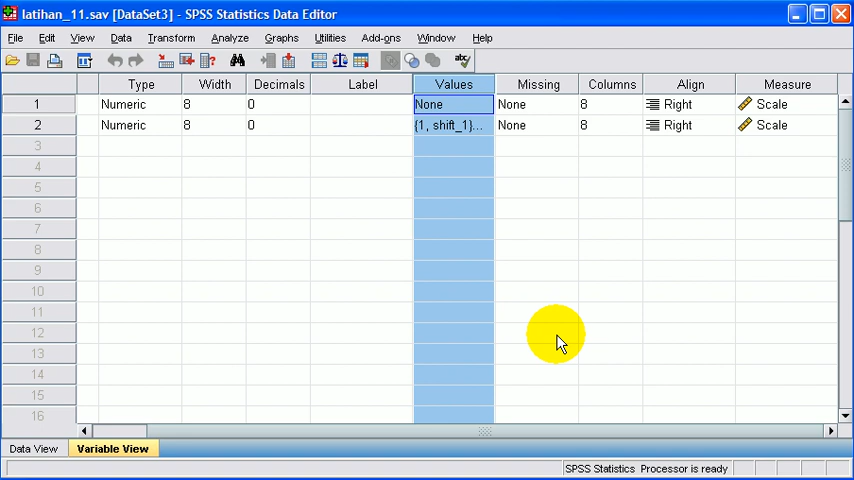 latihan_11.sav [DataSet3] - SPSS Statistics Data Editor
File Edit View Data Transform Analyze Graphs Utilities Add-ons Window Help
Type Width Decimals Label Values Missing Columns Align Measure
1 Numeric 8 0 None None 8 Right Scale
2 Numeric 8 0 {1, shift_1}... None 8 Right Scale
3
4
5
6
7
8
9
10
11
12
13
14
15
16
Data View Variable View
SPSS Statistics Processor is ready